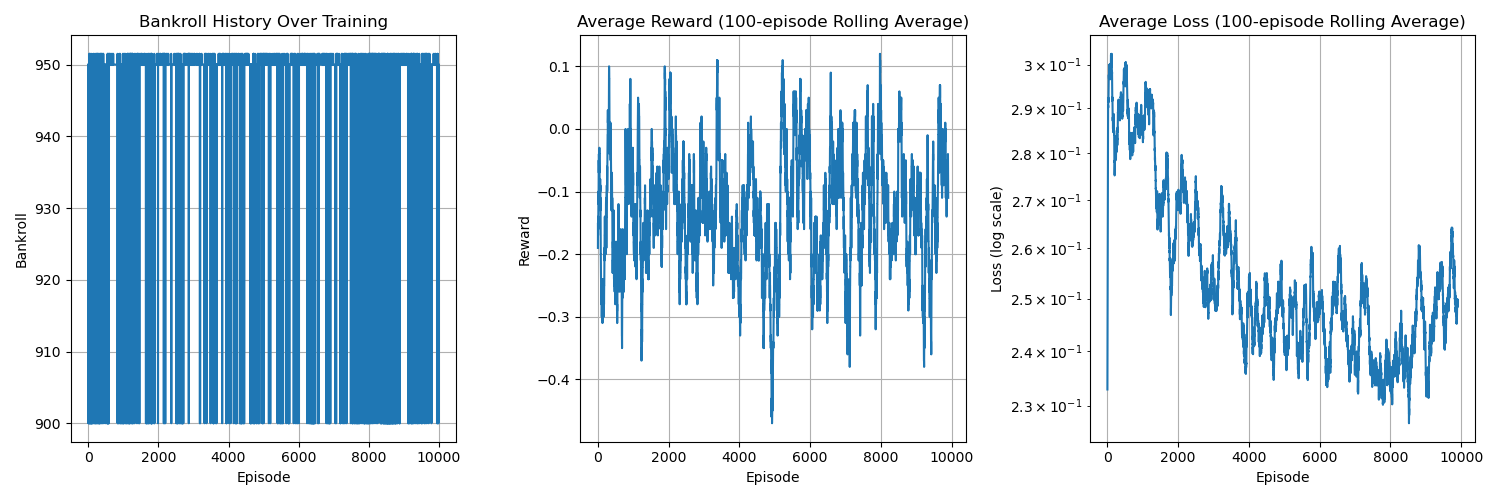 Bankroll History Over Training
Bankroll
950
940
930
920
910
900
0 2000 4000 6000 8000 10000
Episode
Average Reward (100-episode Rolling Average)
Reward
0.1
0.0
−0.1
−0.2
−0.3
−0.4
0 2000 4000 6000 8000 10000
Episode
Average Loss (100-episode Rolling Average)
Loss (log scale)
3 × 10⁻¹
2.9 × 10⁻¹
2.8 × 10⁻¹
2.7 × 10⁻¹
2.6 × 10⁻¹
2.5 × 10⁻¹
2.4 × 10⁻¹
2.3 × 10⁻¹
0 2000 4000 6000 8000 10000
Episode